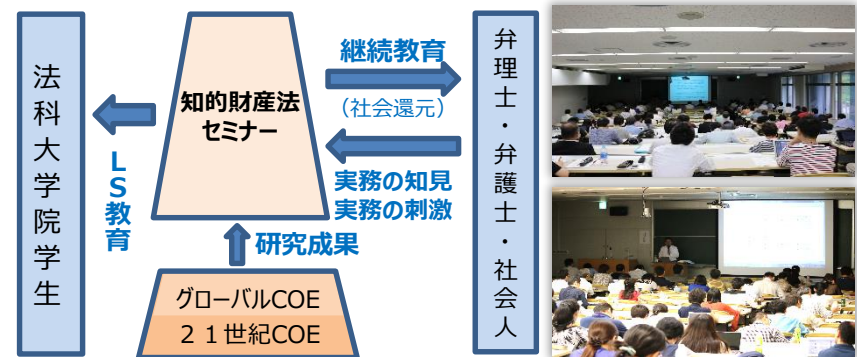 法科大学院学生
LS教育
知的財産法
セミナー
継続教育
（社会還元）
実務の知見
実務の刺激
研究成果
グローバルCOE
２１世紀COE
弁理士・弁護士・社会人